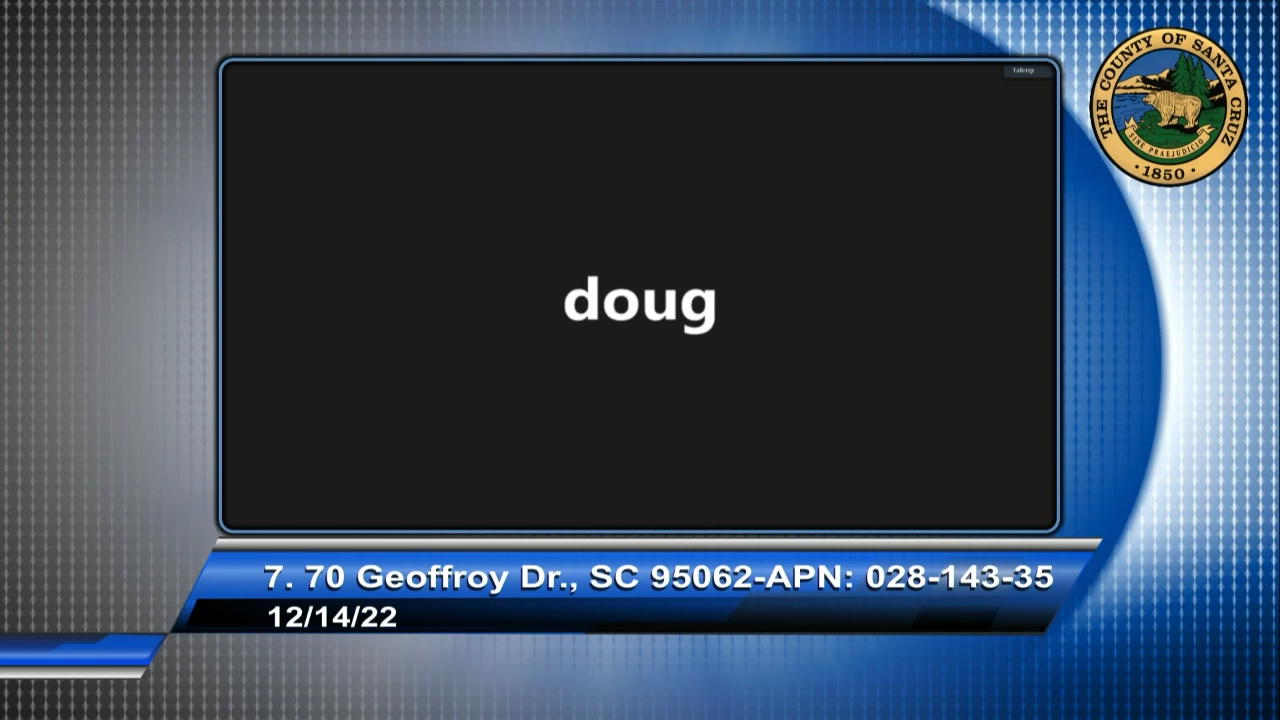 Talking:
THE COUNTY OF SANTA CRUZ
SINE PRAEJUDICIO
• 1850 •
doug
7. 70 Geoffroy Dr., SC 95062-APN: 028-143-35
12/14/22